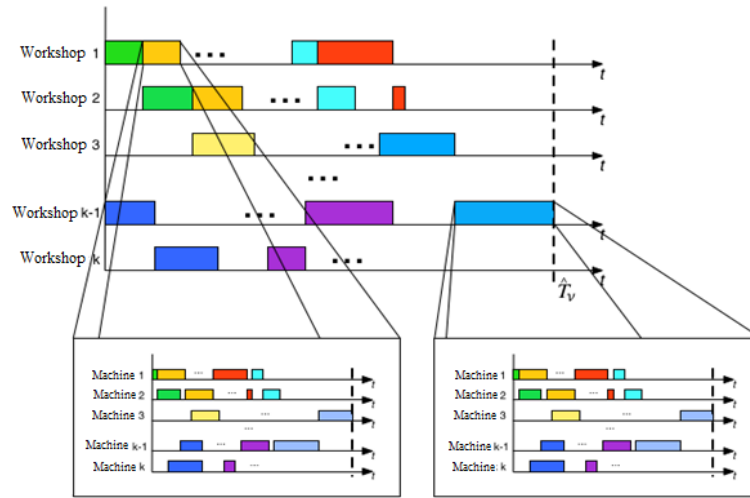 Workshop 1
t
Workshop 2
t
Workshop 3
t
Workshop k-1
t
Workshop k
t
T̂ν
Machine 1 ... t
Machine 2 ... t
Machine 3 ... t
...
Machine k-1 ... t
Machine k ... t
Machine 1 ... t
Machine 2 ... t
Machine 3 ... t
...
Machine k-1 ... t
Machine k ... t